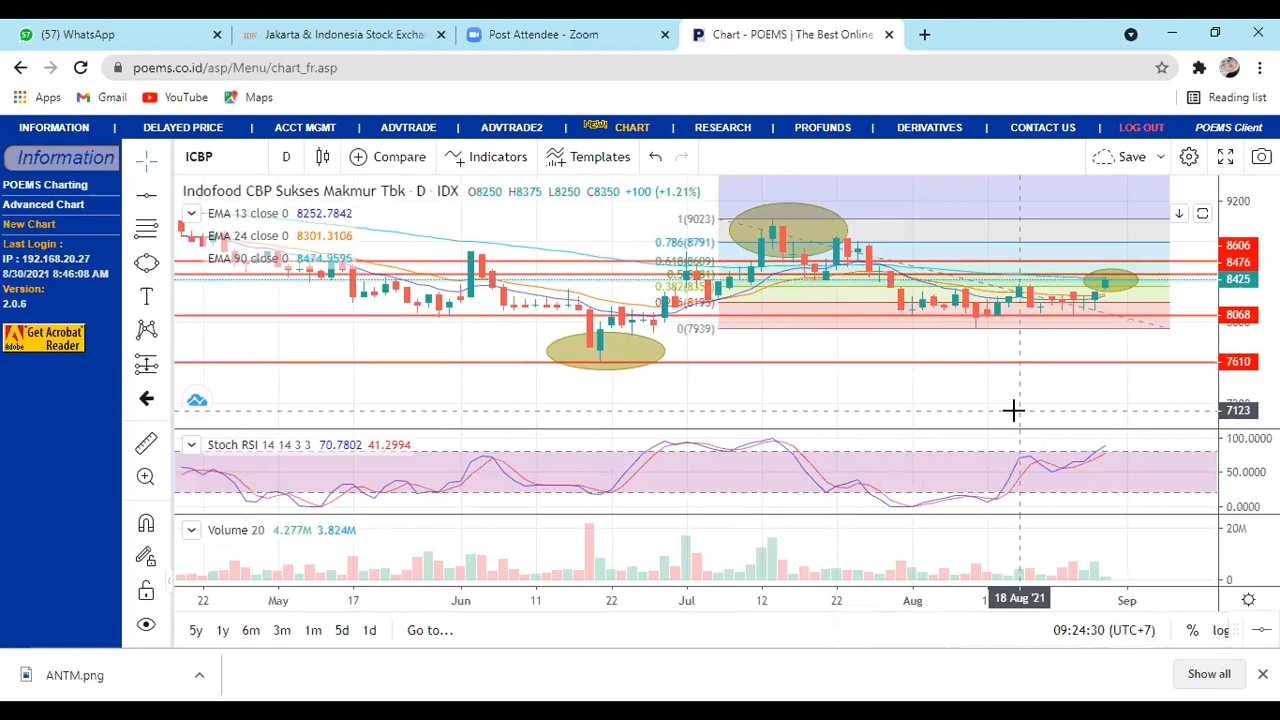 (57) WhatsApp
Jakarta & Indonesia Stock Exchan
Post Attendee - Zoom
Chart - POEMS | The Best Online
poems.co.id/asp/Menu/chart_fr.asp
Apps Gmail YouTube Maps Reading list
INFORMATION | DELAYED PRICE | ACCT MGMT | ADVTRADE | ADVTRADE2 | NEW! CHART | RESEARCH | PROFUNDS | DERIVATIVES | CONTACT US | LOG OUT POEMS Client
Information
POEMS Charting
Advanced Chart
New Chart
Last Login :
IP : 192.168.20.27
8/30/2021 8:46:08 AM
Version:
2.0.6
Get Acrobat
Reader
ICBP D Compare Indicators Templates Save
Indofood CBP Sukses Makmur Tbk · D · IDX O8250 H8375 L8250 C8350 +100 (+1.21%)
EMA 13 close 0 8252.7842
EMA 24 close 0 8301.3106
EMA 90 close 0 8474.9595
1(9023)
0.786(8791)
0.618(8609)
0(7939)
9200
8606
8476
8425
8068
7610
7123
Stoch RSI 14 14 3 3 70.7802 41.2994
100.0000
50.0000
0.0000
Volume 20 4.277M 3.824M
20M
0
22 May 17 Jun 11 22 Jul 12 22 Aug 18 Aug '21 Sep
5y 1y 6m 3m 1m 5d 1d Go to... 09:24:30 (UTC+7) % log
ANTM.png Show all